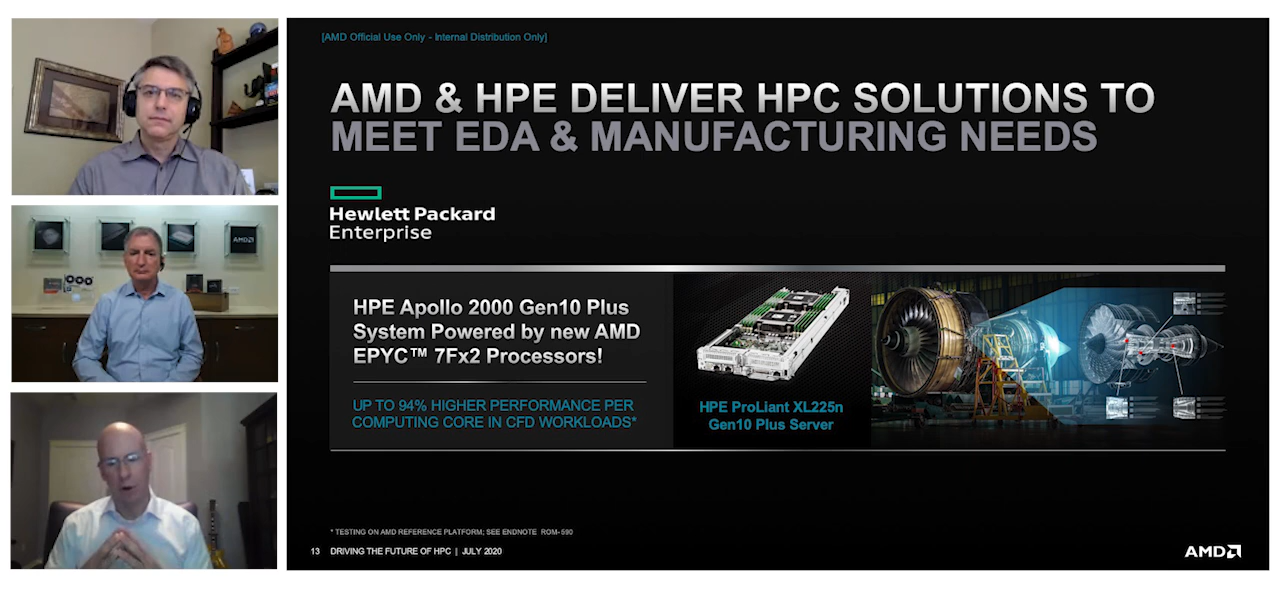 [AMD Official Use Only - Internal Distribution Only]
AMD & HPE DELIVER HPC SOLUTIONS TO
MEET EDA & MANUFACTURING NEEDS
Hewlett Packard
Enterprise
HPE Apollo 2000 Gen10 Plus
System Powered by new AMD
EPYC™ 7Fx2 Processors!
UP TO 94% HIGHER PERFORMANCE PER
COMPUTING CORE IN CFD WORKLOADS*
HPE ProLiant XL225n
Gen10 Plus Server
* TESTING ON AMD REFERENCE PLATFORM; SEE ENDNOTE ROM-590
13 DRIVING THE FUTURE OF HPC | JULY 2020
AMD
AMD